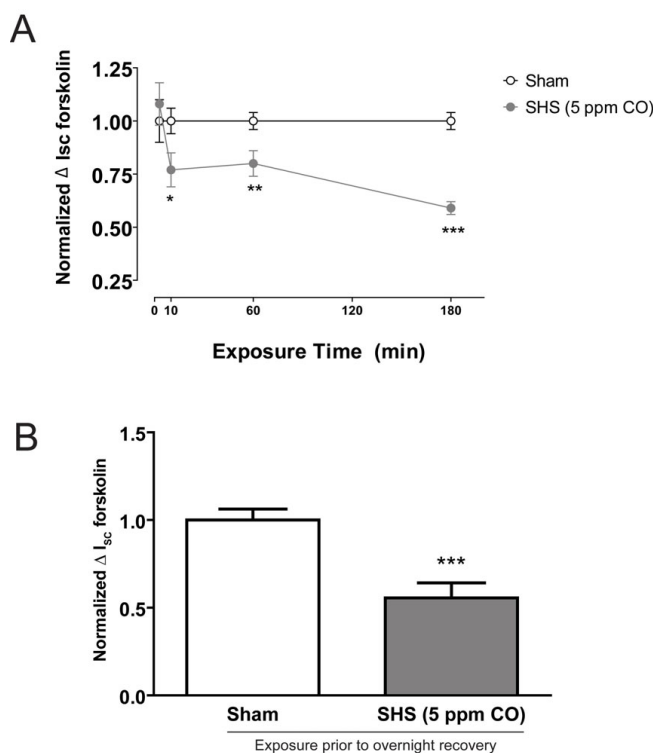 A
Normalized Δ Isc forskolin
1.25
1.00
0.75
0.50
0.25
0 10 60 120 180
Exposure Time (min)
Sham
SHS (5 ppm CO)
*
**
***
B
Normalized Δ Isc forskolin
1.5
1.0
0.5
0.0
***
Sham SHS (5 ppm CO)
Exposure prior to overnight recovery